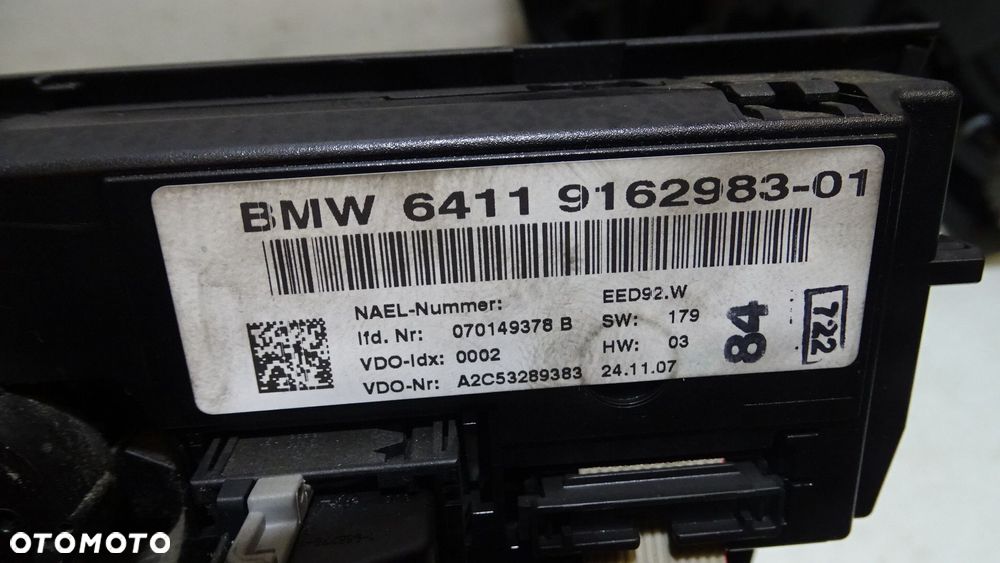 BMW 6411 9162983-01
NAEL-Nummer: EED92.W
lfd. Nr: 070149378 B SW: 179
VDO-Idx: 0002 HW: 03
VDO-Nr: A2C53289383 24.11.07
84
722
OTOMOTO